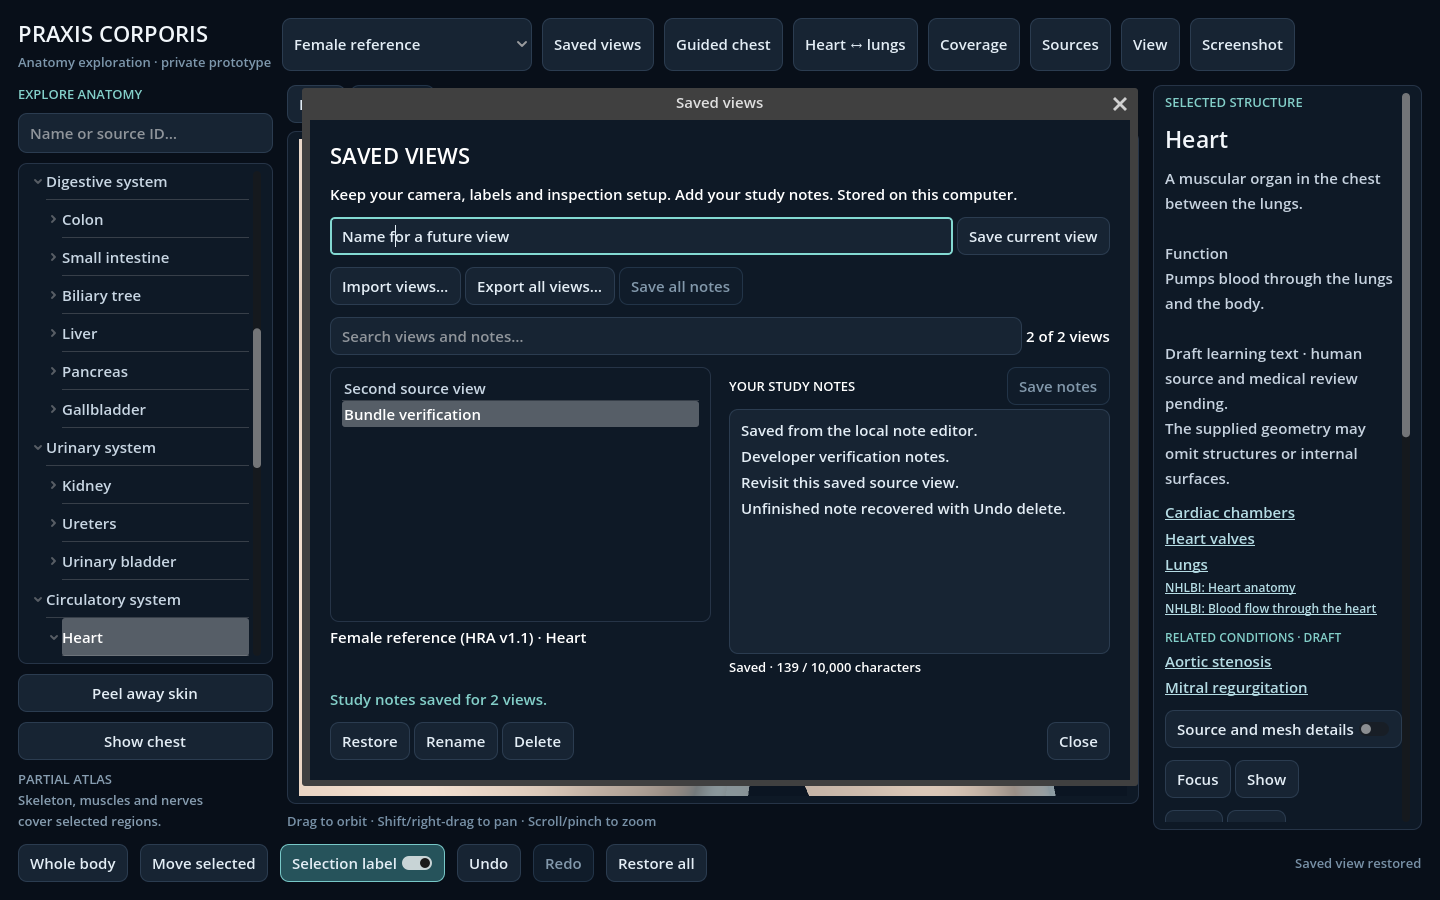 PRAXIS CORPORIS
Anatomy exploration · private prototype
Female reference
Saved views
Guided chest
Heart ↔ lungs
Coverage
Sources
View
Screenshot
EXPLORE ANATOMY
Name or source ID...
Digestive system
Colon
Small intestine
Biliary tree
Liver
Pancreas
Gallbladder
Urinary system
Kidney
Ureters
Urinary bladder
Circulatory system
Heart
Peel away skin
Show chest
PARTIAL ATLAS
Skeleton, muscles and nerves
cover selected regions.
Saved views
SAVED VIEWS
Keep your camera, labels and inspection setup. Add your study notes. Stored on this computer.
Name for a future view
Save current view
Import views...
Export all views...
Save all notes
Search views and notes...
2 of 2 views
Second source view
Bundle verification
Female reference (HRA v1.1) · Heart
YOUR STUDY NOTES
Save notes
Saved from the local note editor.
Developer verification notes.
Revisit this saved source view.
Unfinished note recovered with Undo delete.
Saved · 139 / 10,000 characters
Study notes saved for 2 views.
Restore
Rename
Delete
Close
Drag to orbit · Shift/right-drag to pan · Scroll/pinch to zoom
SELECTED STRUCTURE
Heart
A muscular organ in the chest
between the lungs.
Function
Pumps blood through the lungs
and the body.
Draft learning text · human
source and medical review
pending.
The supplied geometry may
omit structures or internal
surfaces.
Cardiac chambers
Heart valves
Lungs
NHLBI: Heart anatomy
NHLBI: Blood flow through the heart
RELATED CONDITIONS · DRAFT
Aortic stenosis
Mitral regurgitation
Source and mesh details
Focus
Show
Whole body
Move selected
Selection label
Undo
Redo
Restore all
Saved view restored